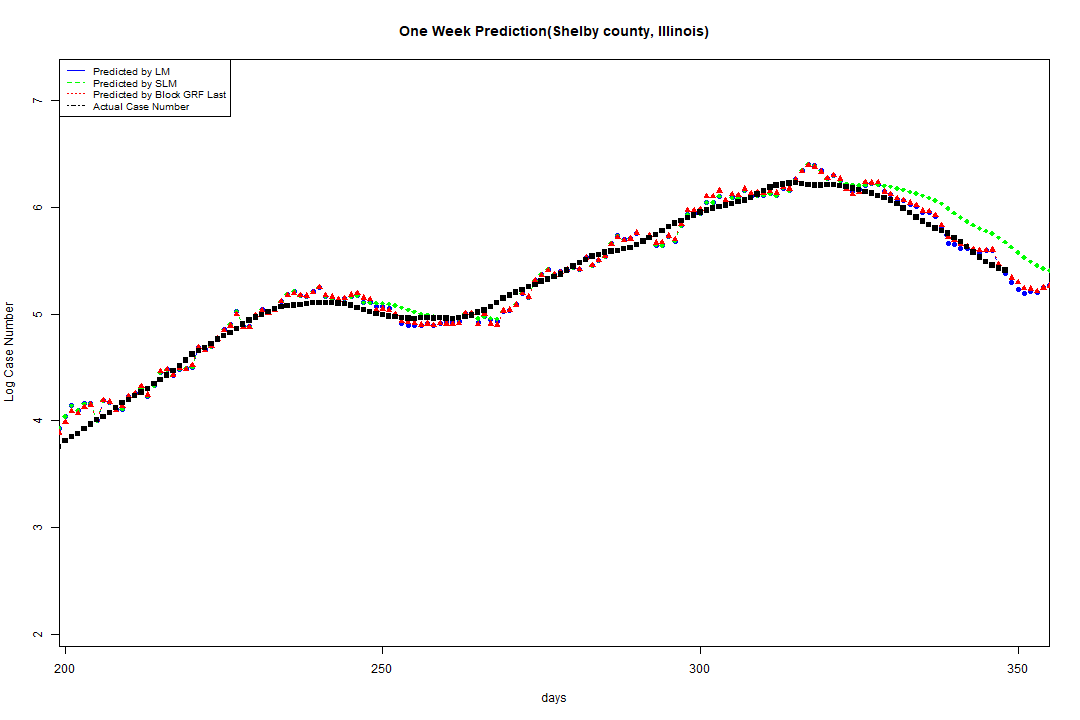 One Week Prediction(Shelby county, Illinois)
Predicted by LM
Predicted by SLM
Predicted by Block GRF Last
Actual Case Number
7
6
5
4
3
2
Log Case Number
200 250 300 350
days